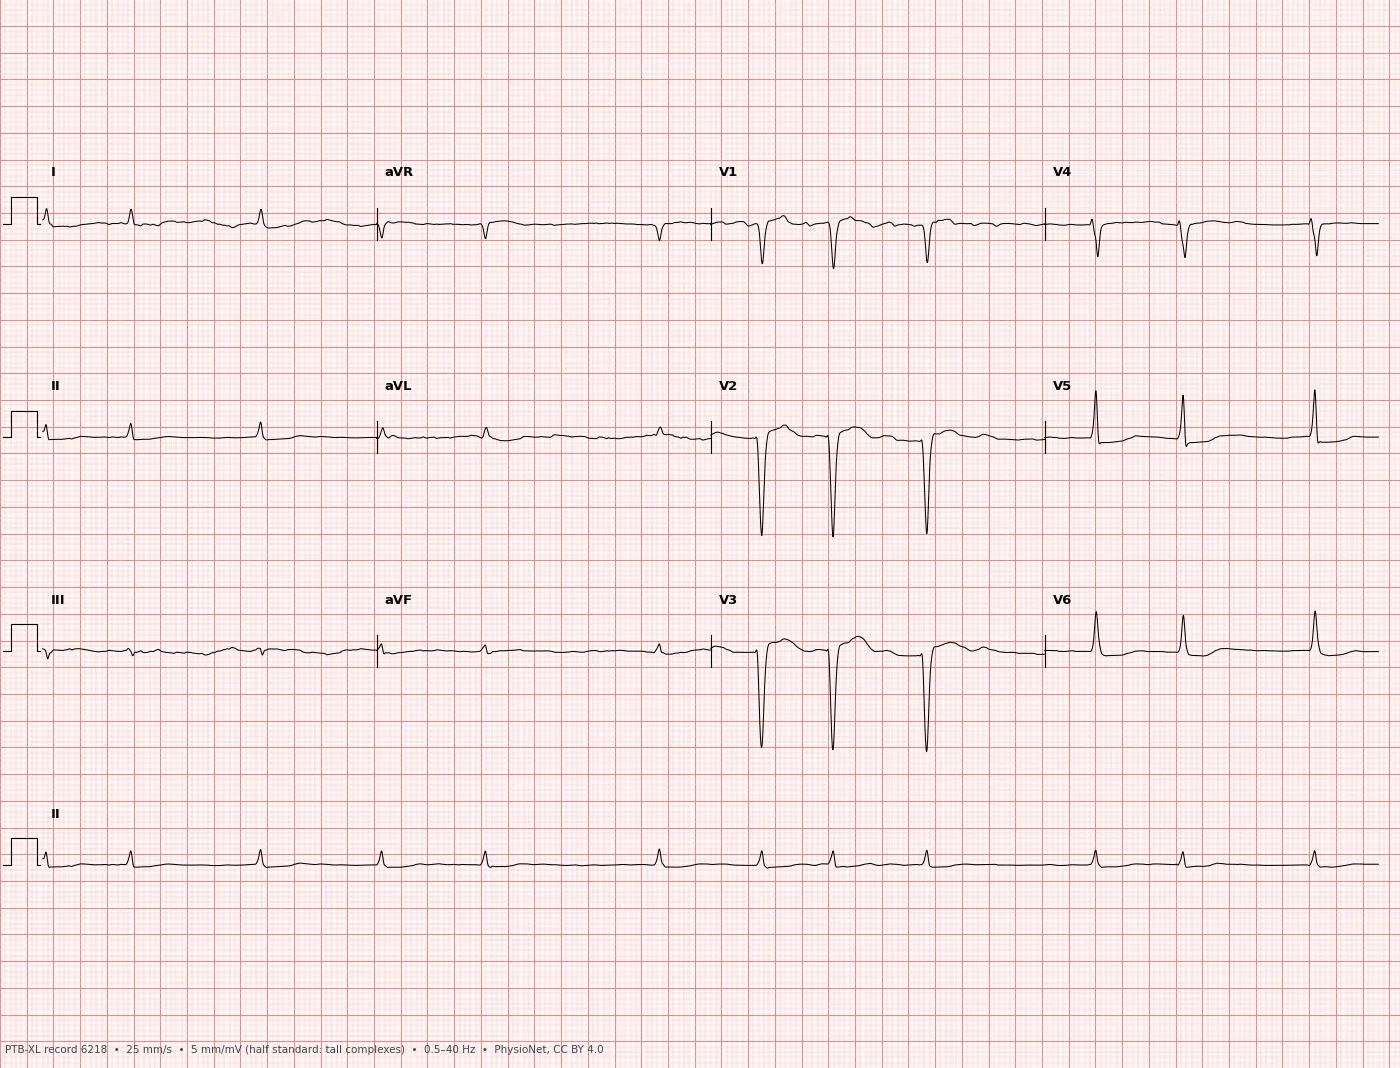 I aVR V1 V4
II aVL V2 V5
III aVF V3 V6
II
PTB-XL record 6218 • 25 mm/s • 5 mm/mV (half standard: tall complexes) • 0.5–40 Hz • PhysioNet, CC BY 4.0